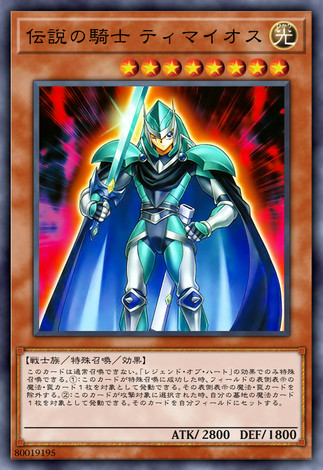 伝説の騎士 ティマイオス
光
【戦士族／特殊召喚／効果】
このカードは通常召喚できない。「レジェンド・オブ・ハート」の効果でのみ特
殊召喚できる。①：このカードが特殊召喚に成功した時、フィールドの表側表示の
魔法・罠カード１枚を対象として発動できる。その表側表示の魔法・罠カード
を除外する。②：このカードが攻撃対象に選択された時、自分の墓地の魔法カード
１枚を対象として発動できる。そのカードを自分フィールドにセットする。
ATK/ 2800 DEF/ 1800
80019195